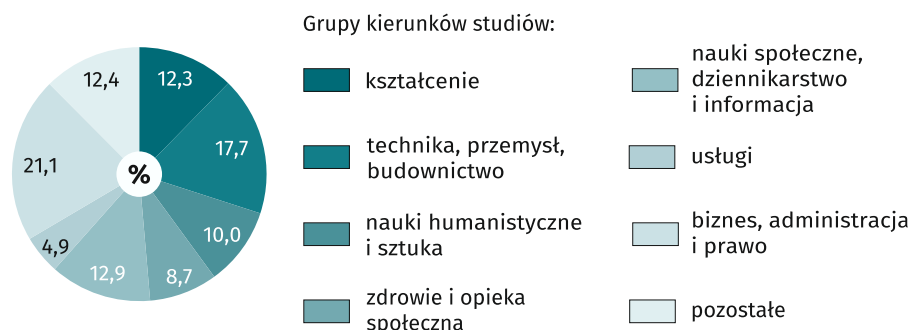 Grupy kierunków studiów:
12,4
12,3
17,7
10,0
8,7
12,9
4,9
21,1
%
kształcenie
technika, przemysł,
budownictwo
nauki humanistyczne
i sztuka
zdrowie i opieka
społeczna
nauki społeczne,
dziennikarstwo
i informacja
usługi
biznes, administracja
i prawo
pozostałe